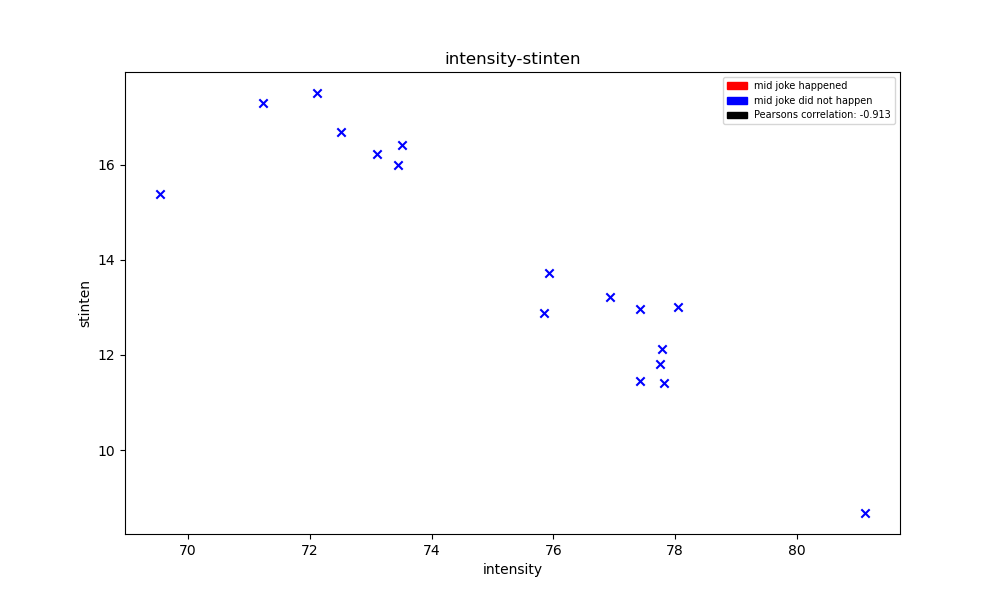 intensity-stinten
mid joke happened
mid joke did not happen
Pearsons correlation: -0.913
16
14
12
10
stinten
70 72 74 76 78 80
intensity